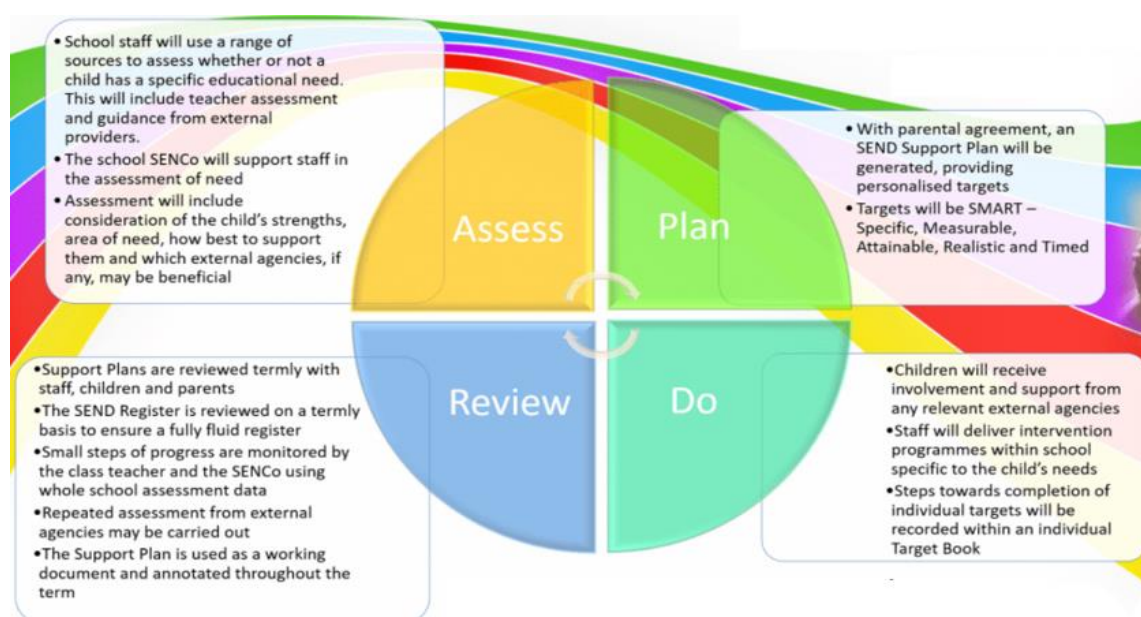 • School staff will use a range of
sources to assess whether or not a
child has a specific educational need.
This will include teacher assessment
and guidance from external
providers.
• The school SENCo will support staff in
the assessment of need
• Assessment will include
consideration of the child's strengths,
area of need, how best to support
them and which external agencies, if
any, may be beneficial
Assess
Plan
• With parental agreement, an
SEND Support Plan will be
generated, providing
personalised targets
• Targets will be SMART –
Specific, Measurable,
Attainable, Realistic and Timed
•Support Plans are reviewed termly with
staff, children and parents
•The SEND Register is reviewed on a termly
basis to ensure a fully fluid register
•Small steps of progress are monitored by
the class teacher and the SENCo using
whole school assessment data
•Repeated assessment from external
agencies may be carried out
•The Support Plan is used as a working
document and annotated throughout the
term
Review
Do
•Children will receive
involvement and support from
any relevant external agencies
•Staff will deliver intervention
programmes within school
specific to the child's needs
•Steps towards completion of
individual targets will be
recorded within an individual
Target Book